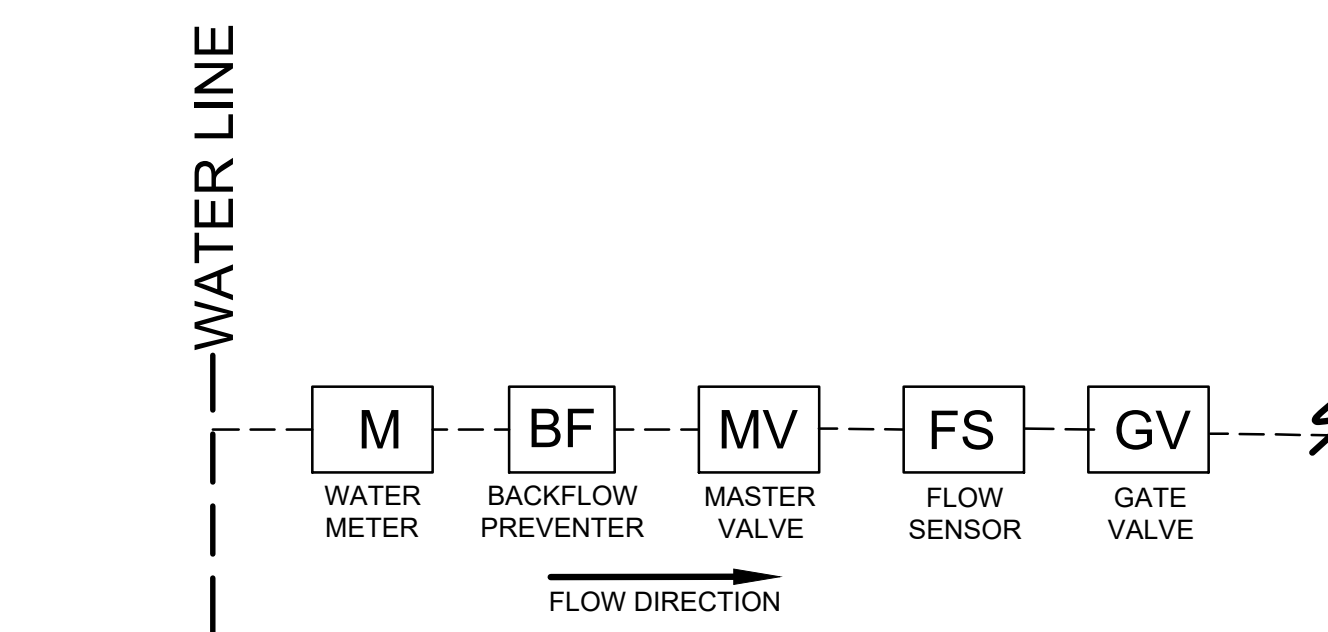 WATER LINE
M
BF
MV
FS
GV
WATER
METER
BACKFLOW
PREVENTER
MASTER
VALVE
FLOW
SENSOR
GATE
VALVE
FLOW DIRECTION